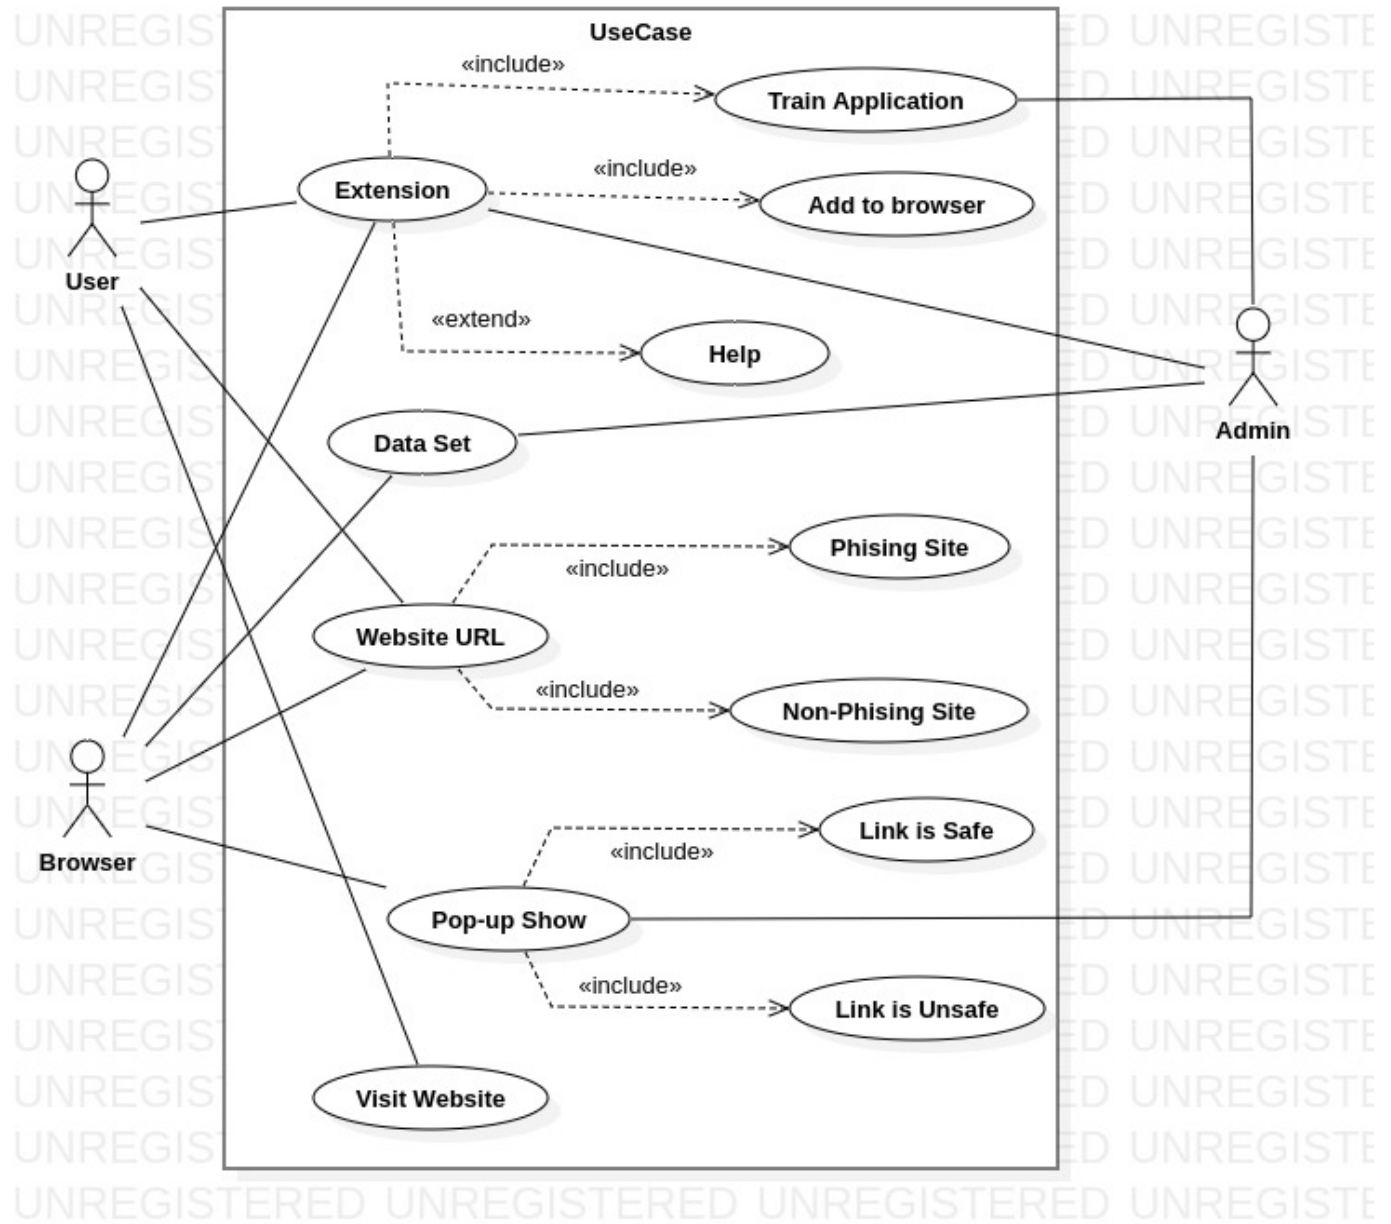 UseCase
«include»
Train Application
«include»
Extension
Add to browser
User
«extend»
Help
Data Set
Admin
Phising Site
«include»
Website URL
«include»
Non-Phising Site
Link is Safe
«include»
Browser
Pop-up Show
«include»
Link is Unsafe
Visit Website
UNREGISTERED UNREGISTERED UNREGISTERED UNREGISTE